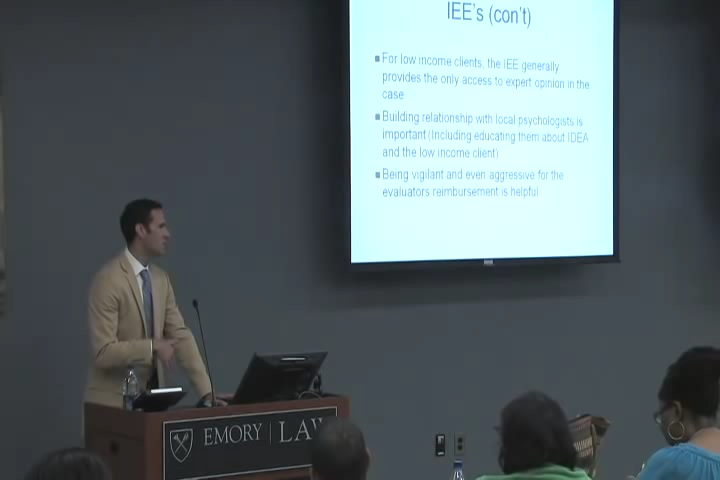 IEE's (con't)
For low income clients, the IEE generally
provides the only access to expert opinion in the
case
Building relationship with local psychologists is
important (Including educating them about IDEA
and the low income client)
Being vigilant and even aggressive for the
evaluators reimbursement is helpful
EMORY | LAW